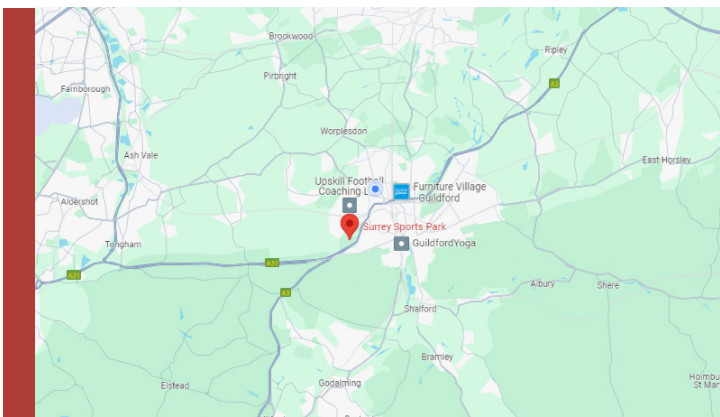 Brookwood
Ripley
Pirbright
A3
Farnborough
Worplesdon
Ash Vale
East Horsley
Upskill Football
Coaching L
Furniture Village
Guildford
Aldershot
Surrey Sports Park
Tongham
GuildfordYoga
A31
A31
Albury
Shere
A3
Shalford
Bramley
Holmbu
St Mar
Elstead
Godalming